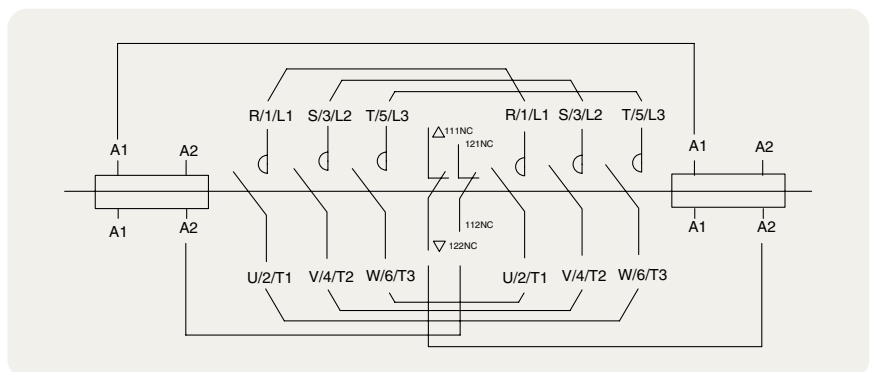 R/1/L1 S/3/L2 T/5/L3 R/1/L1 S/3/L2 T/5/L3
111NC
121NC
A1 A2 A1 A2
A1 A2 A1 A2
112NC
122NC
U/2/T1 V/4/T2 W/6/T3 U/2/T1 V/4/T2 W/6/T3